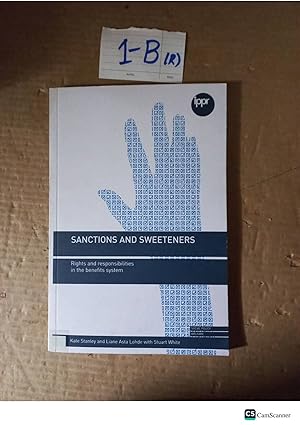 1-B (R)
ippr
SANCTIONS AND SWEETENERS
Rights and responsibilities
in the benefits system
Kate Stanley and Liane Asta Lohde with Stuart White
CS CamScanner